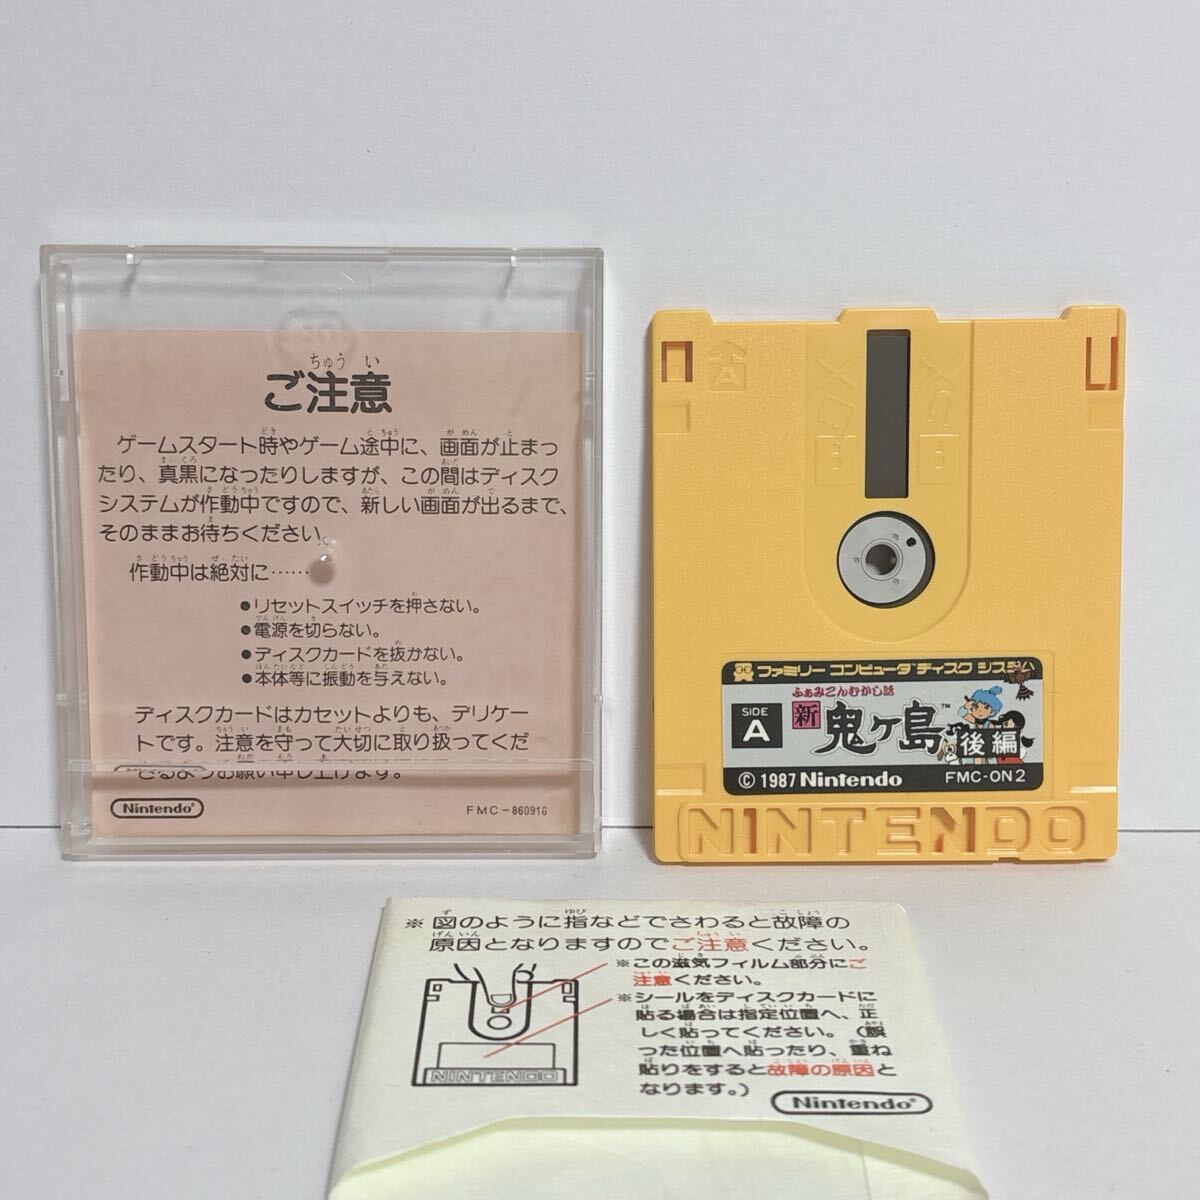 ご注意
ちゅうい
ゲームスタート時やゲーム途中に、画面が止まっ
たり、真黒になったりしますが、この間はディスク
システムが作動中ですので、新しい画面が出るまで、
そのままお待ちください。
作動中は絶対に……
●リセットスイッチを押さない。
●電源を切らない。
●ディスクカードを抜かない。
●本体等に振動を与えない。
ディスクカードはカセットよりも、デリケー
トです。注意を守って大切に取り扱ってくだ
さるようお願い申し上げます。
Nintendo®
FMC-860916
A
ファミリー コンピュータ ディスク システム
ふぁみこんむかし話
SIDE
A
新 鬼ヶ島™
後編
© 1987 Nintendo
FMC-ON2
NINTENDO
※図のように指などでさわると故障の
原因となりますのでご注意ください。
※この磁気フィルム部分にご
注意ください。
※シールをディスクカードに
貼る場合は指定位置へ、正
しく貼ってください。(誤
った位置へ貼ったり、重ね
貼りをすると故障の原因と
なります。)
NINTENDO
Nintendo®